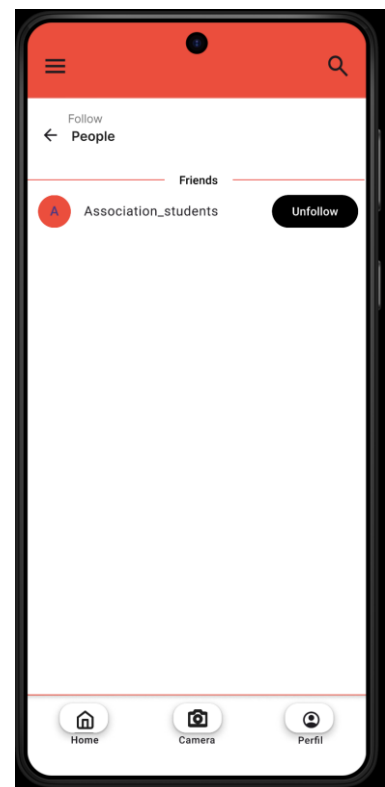 Follow
People
Friends
A
Association_students
Unfollow
Home
Camera
Perfil